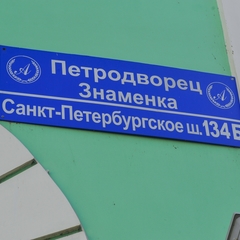 Петродворец
Знаменка
Санкт-Петербургское ш.134Б